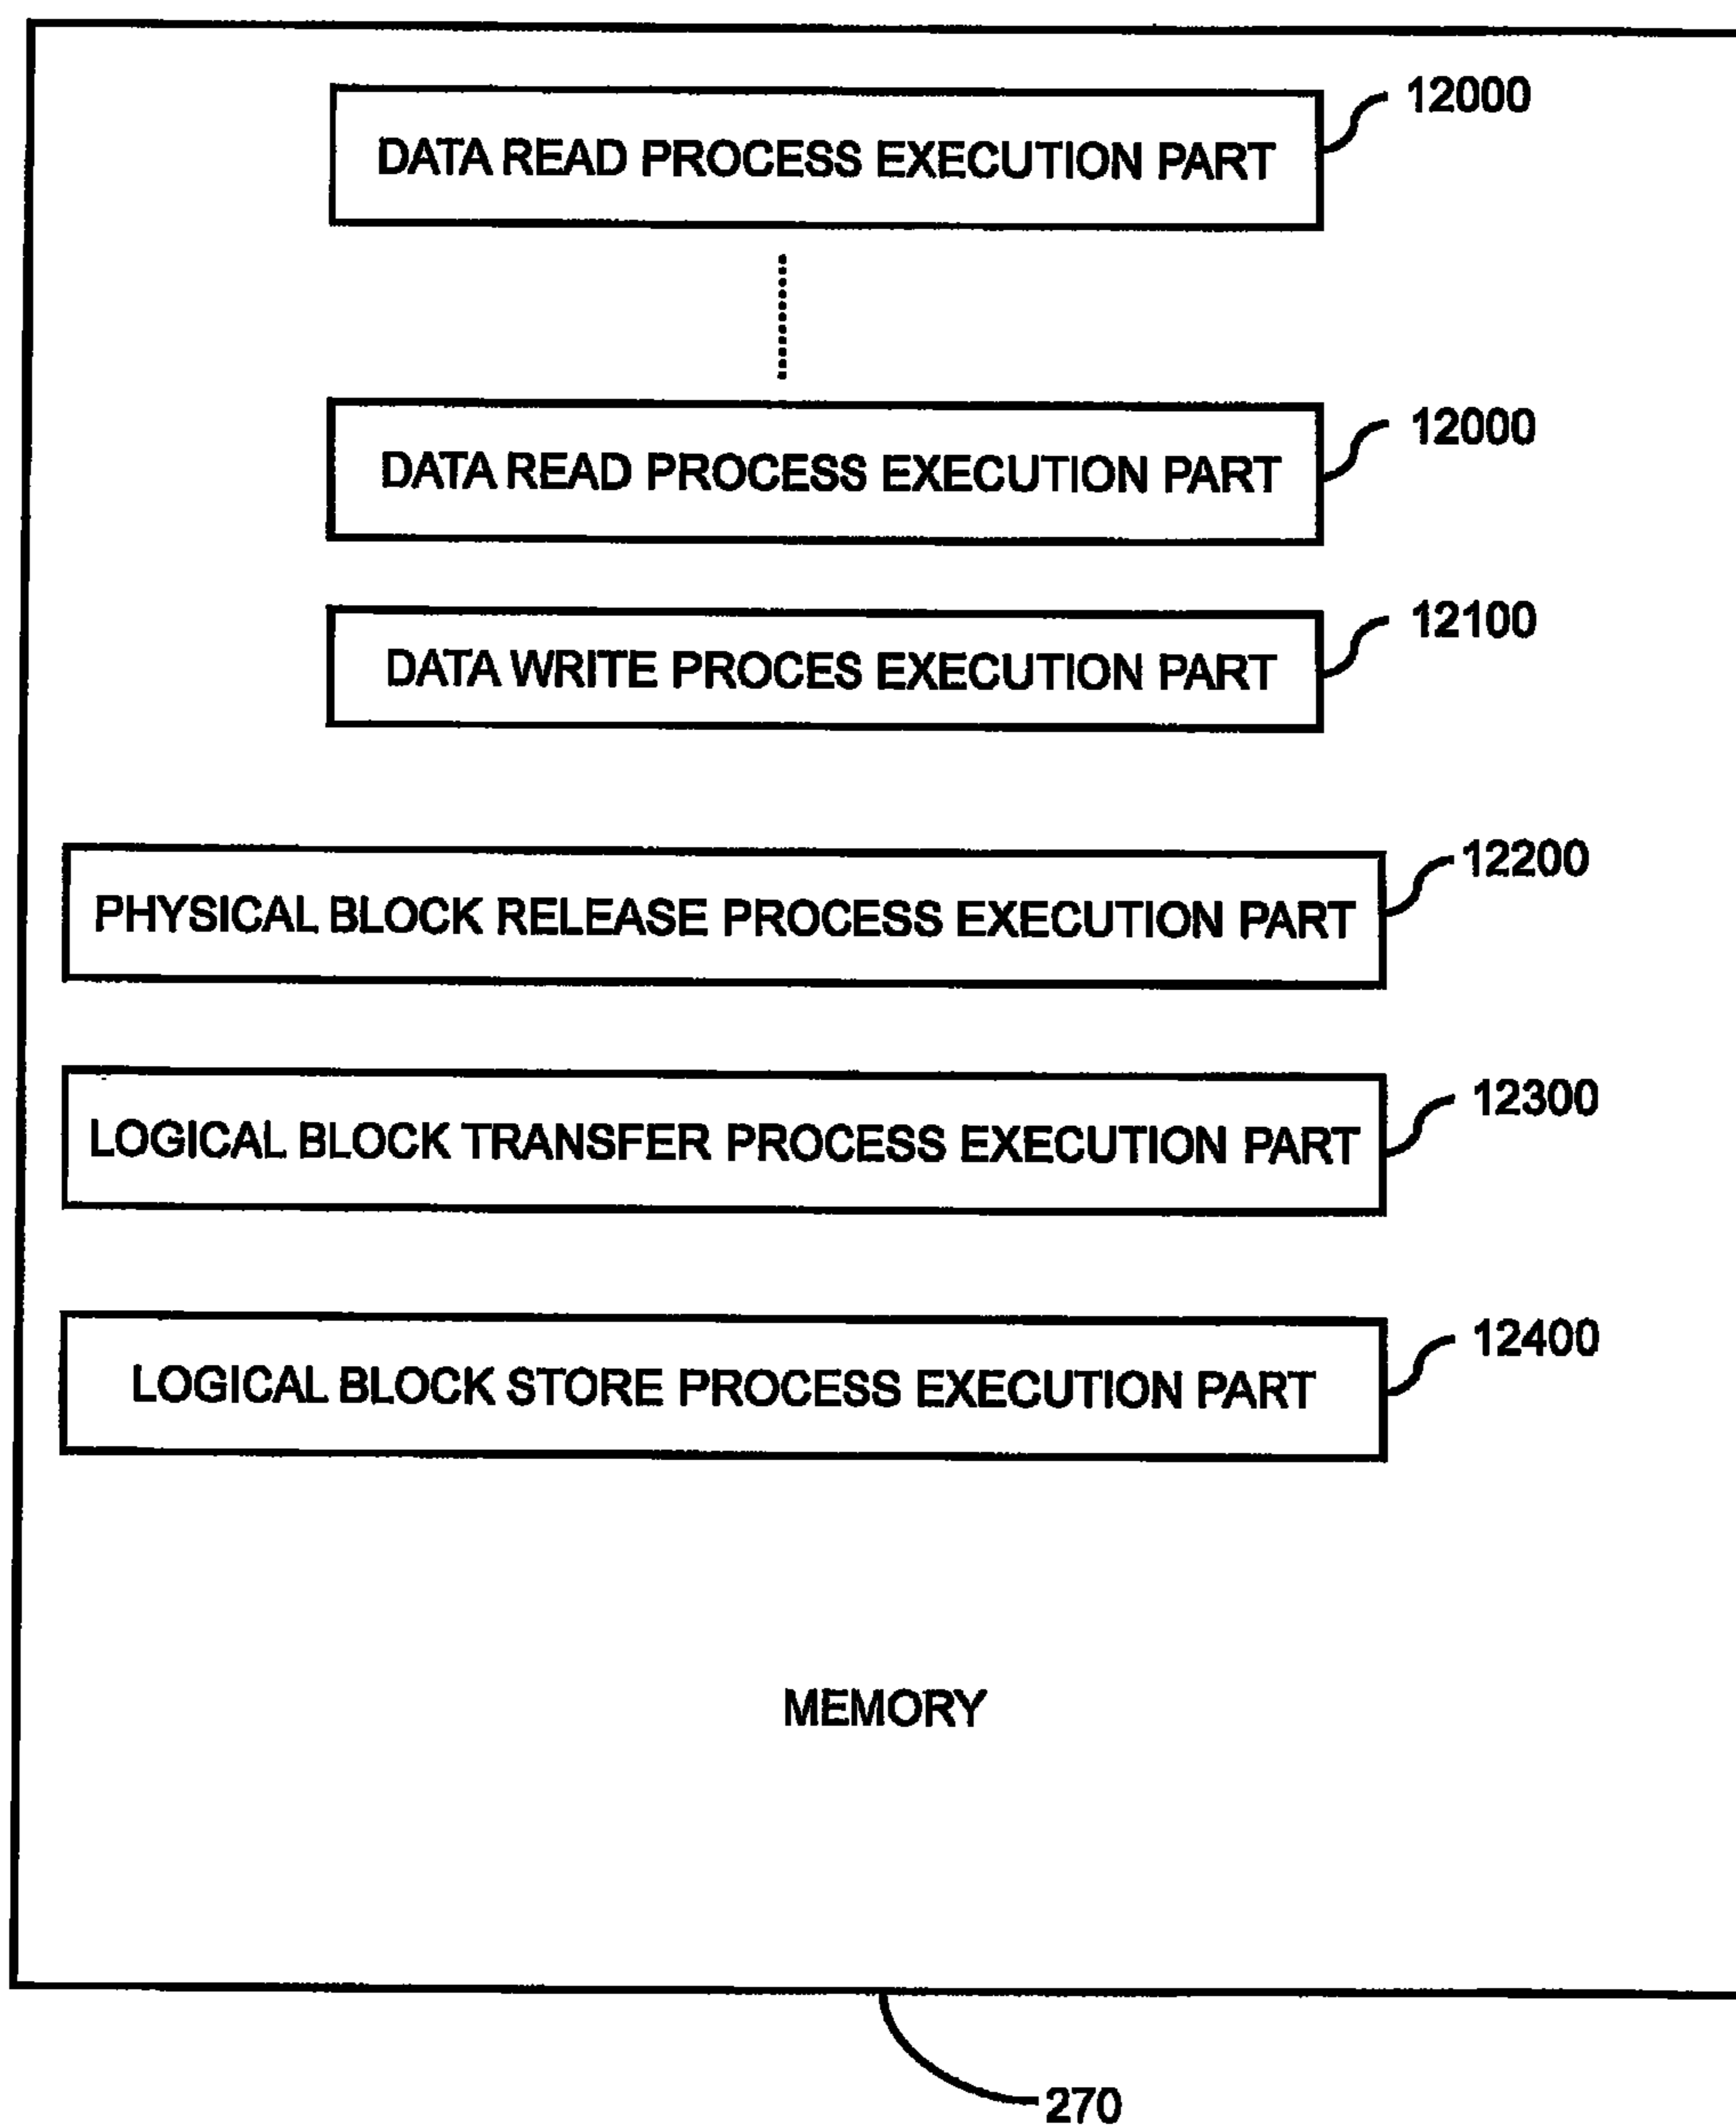 12000
DATA READ PROCESS EXECUTION PART
12000
DATA READ PROCESS EXECUTION PART
12100
DATA WRITE PROCES EXECUTION PART
12200
PHYSICAL BLOCK RELEASE PROCESS EXECUTION PART
12300
LOGICAL BLOCK TRANSFER PROCESS EXECUTION PART
12400
LOGICAL BLOCK STORE PROCESS EXECUTION PART
MEMORY
270